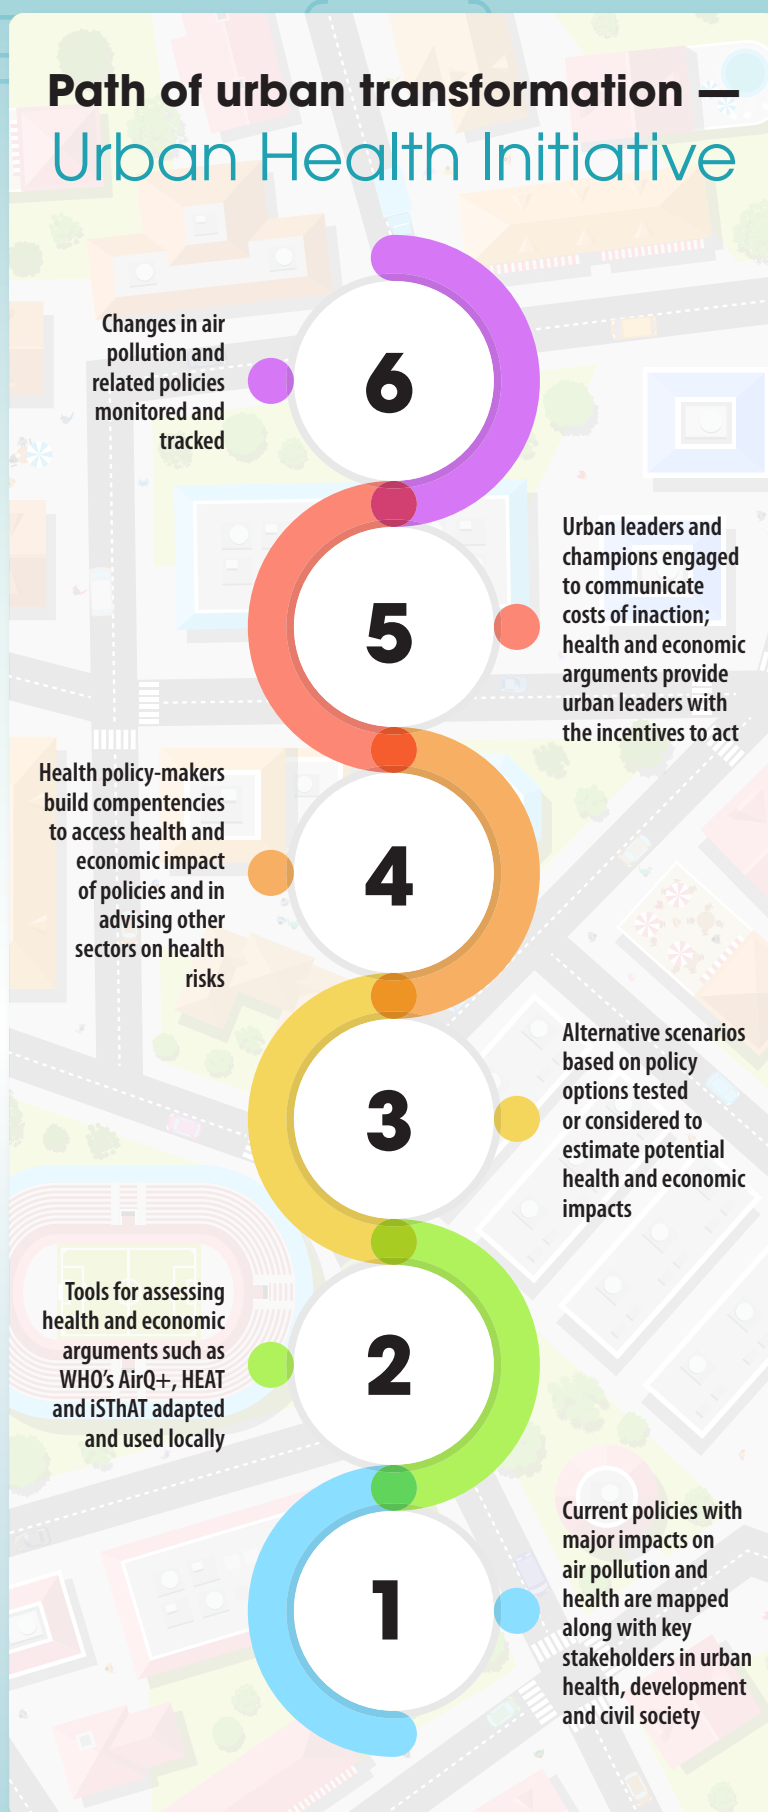 Path of urban transformation —
Urban Health Initiative
6
Changes in air
pollution and
related policies
monitored and
tracked
5
Urban leaders and
champions engaged
to communicate
costs of inaction;
health and economic
arguments provide
urban leaders with
the incentives to act
4
Health policy-makers
build compentencies
to access health and
economic impact
of policies and in
advising other
sectors on health
risks
3
Alternative scenarios
based on policy
options tested
or considered to
estimate potential
health and economic
impacts
2
Tools for assessing
health and economic
arguments such as
WHO’s AirQ+, HEAT
and iSThAT adapted
and used locally
1
Current policies with
major impacts on
air pollution and
health are mapped
along with key
stakeholders in urban
health, development
and civil society